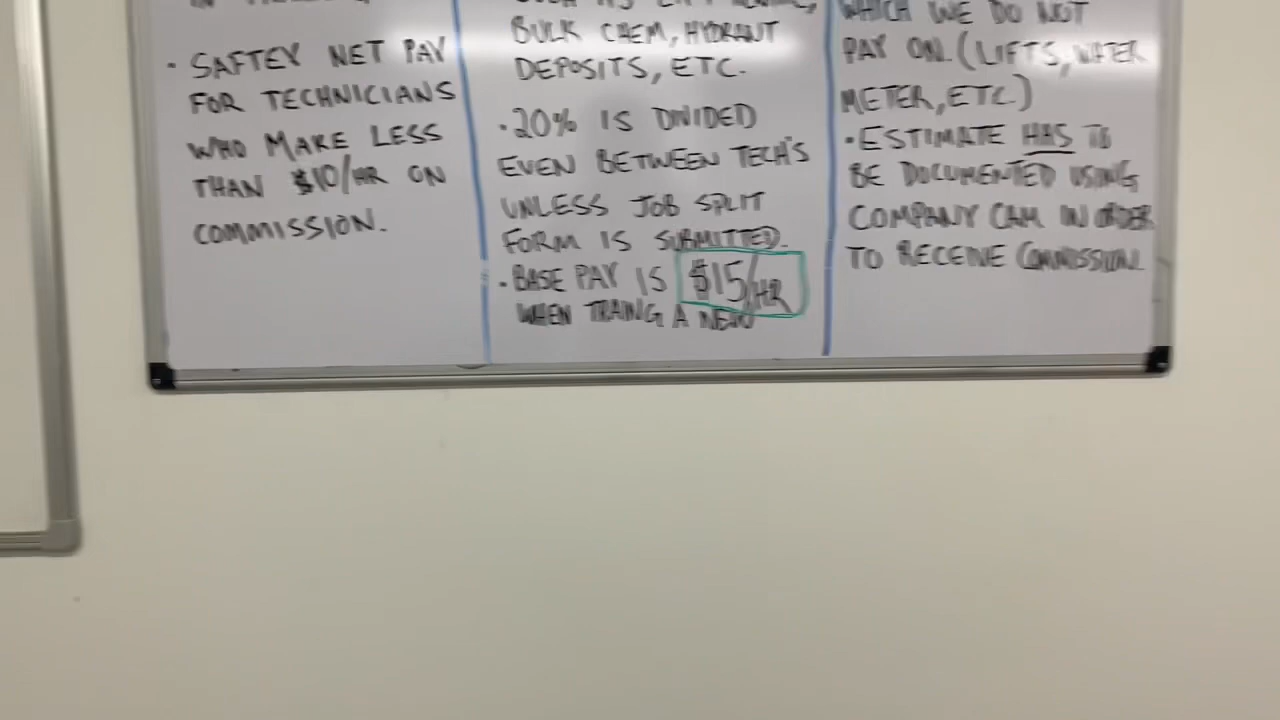 • SAFTEY NET PAY
FOR TECHNICIANS
WHO MAKE LESS
THAN $10/HR ON
COMMISSION.
BULK CHEM, HYDRANT
DEPOSITS, ETC.
• 20% IS DIVIDED
EVEN BETWEEN TECH'S
UNLESS JOB SPLIT
FORM IS SUBMITTED.
• BASE PAY IS $15/HR
WHEN TRAING A NEW
WHICH WE DO NOT
PAY ON. (LIFTS, WATER
METER, ETC)
• ESTIMATE HAS TO
BE DOCUMENTED USING
COMPANY CAM IN ORDER
TO RECEIVE COMMISSION